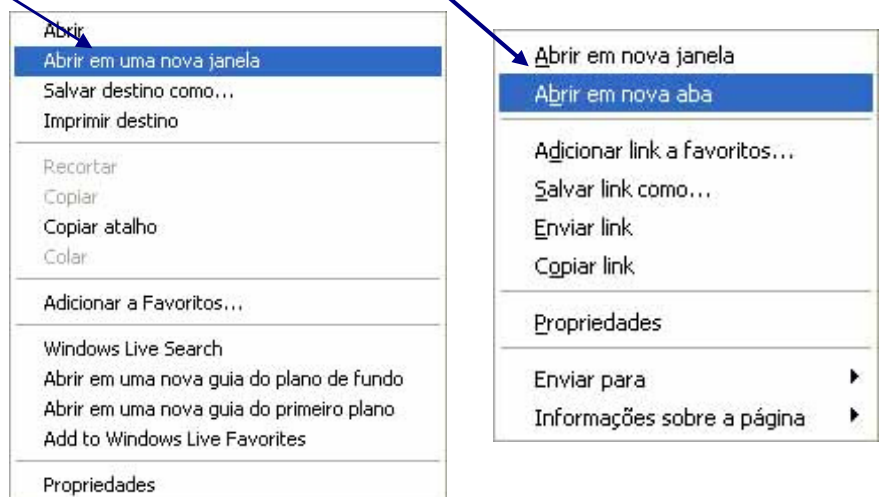 Abrir
Abrir em uma nova janela
Salvar destino como...
Imprimir destino
Recortar
Copiar
Copiar atalho
Colar
Adicionar a Favoritos...
Windows Live Search
Abrir em uma nova guia do plano de fundo
Abrir em uma nova guia do primeiro plano
Add to Windows Live Favorites
Propriedades
Abrir em nova janela
Abrir em nova aba
Adicionar link a favoritos...
Salvar link como...
Enviar link
Copiar link
Propriedades
Enviar para
Informações sobre a página